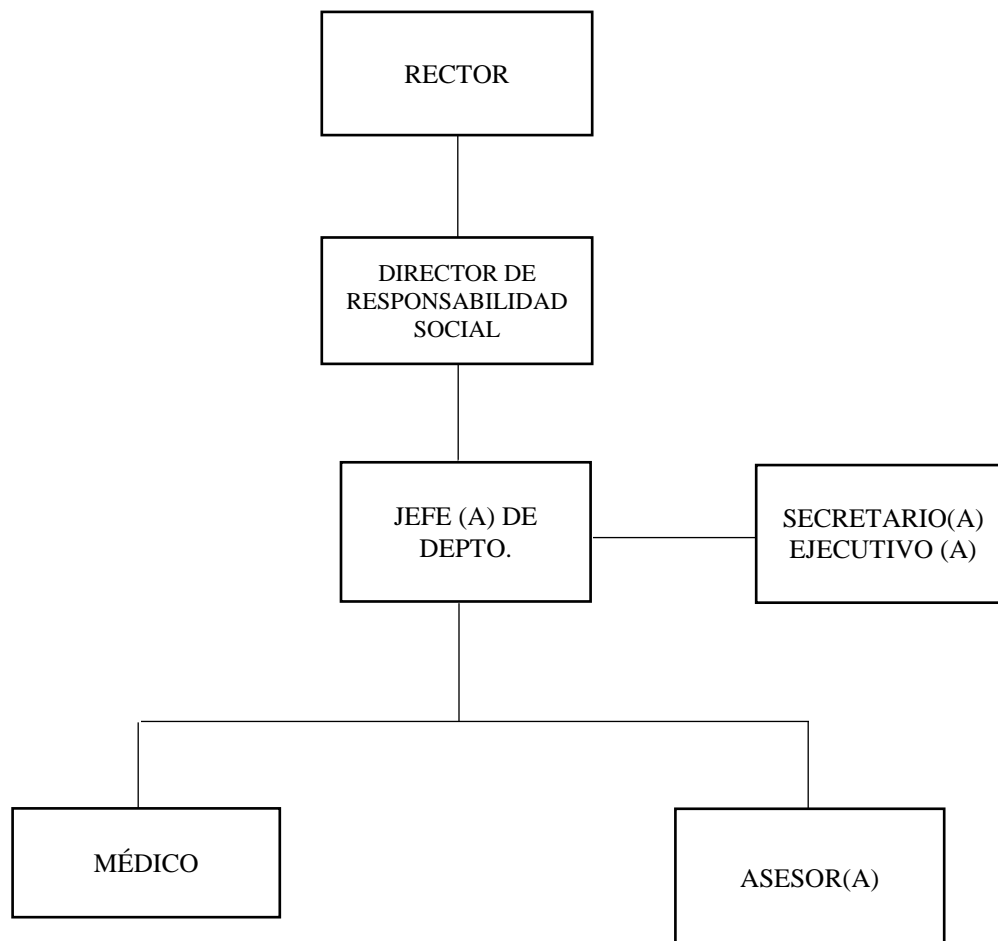 RECTOR
DIRECTOR DE
RESPONSABILIDAD
SOCIAL
JEFE (A) DE
DEPTO.
SECRETARIO(A)
EJECUTIVO (A)
MÉDICO
ASESOR(A)